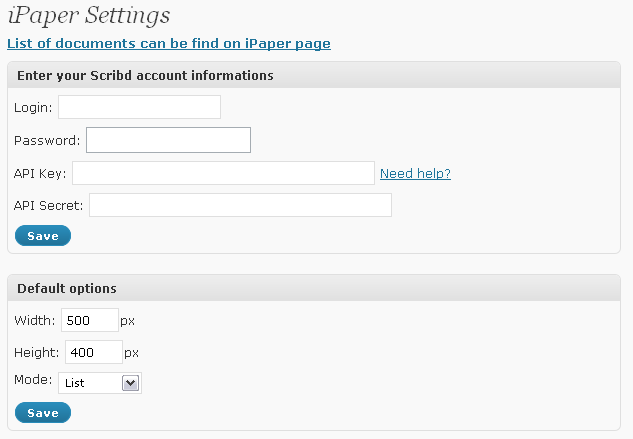 iPaper Settings
List of documents can be find on iPaper page
Enter your Scribd account informations
Login:
Password:
API Key: Need help?
API Secret:
Save
Default options
Width: 500 px
Height: 400 px
Mode: List
Save